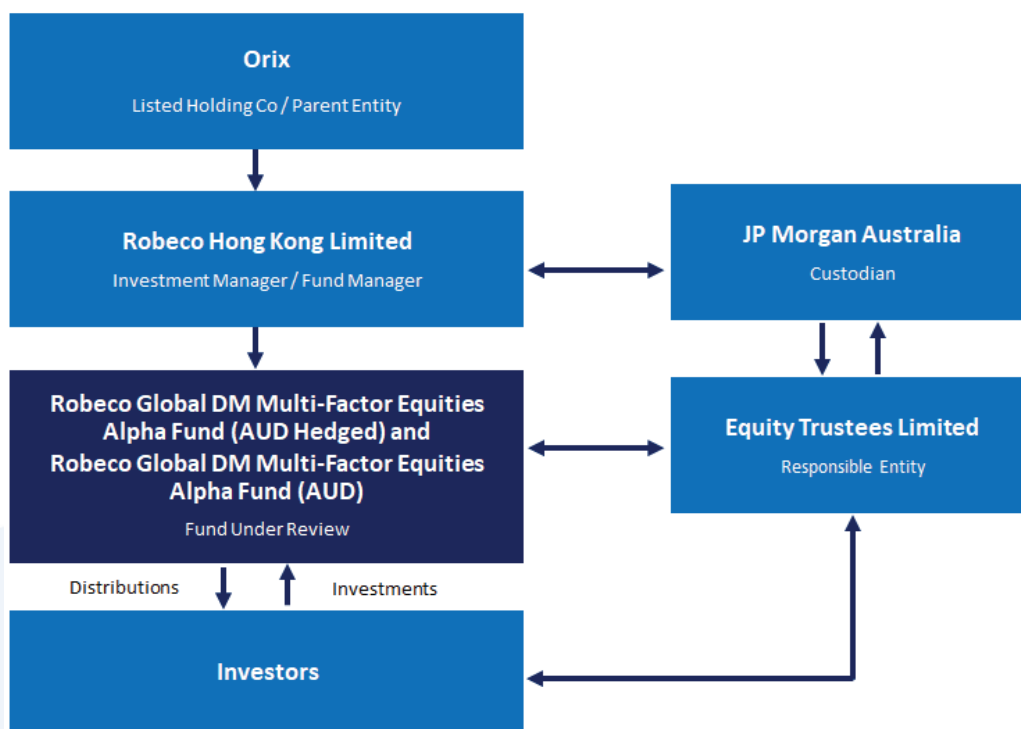 Orix
Listed Holding Co / Parent Entity
Robeco Hong Kong Limited
Investment Manager / Fund Manager
JP Morgan Australia
Custodian
Robeco Global DM Multi-Factor Equities
Alpha Fund (AUD Hedged) and
Robeco Global DM Multi-Factor Equities
Alpha Fund (AUD)
Fund Under Review
Equity Trustees Limited
Responsible Entity
Distributions
Investments
Investors